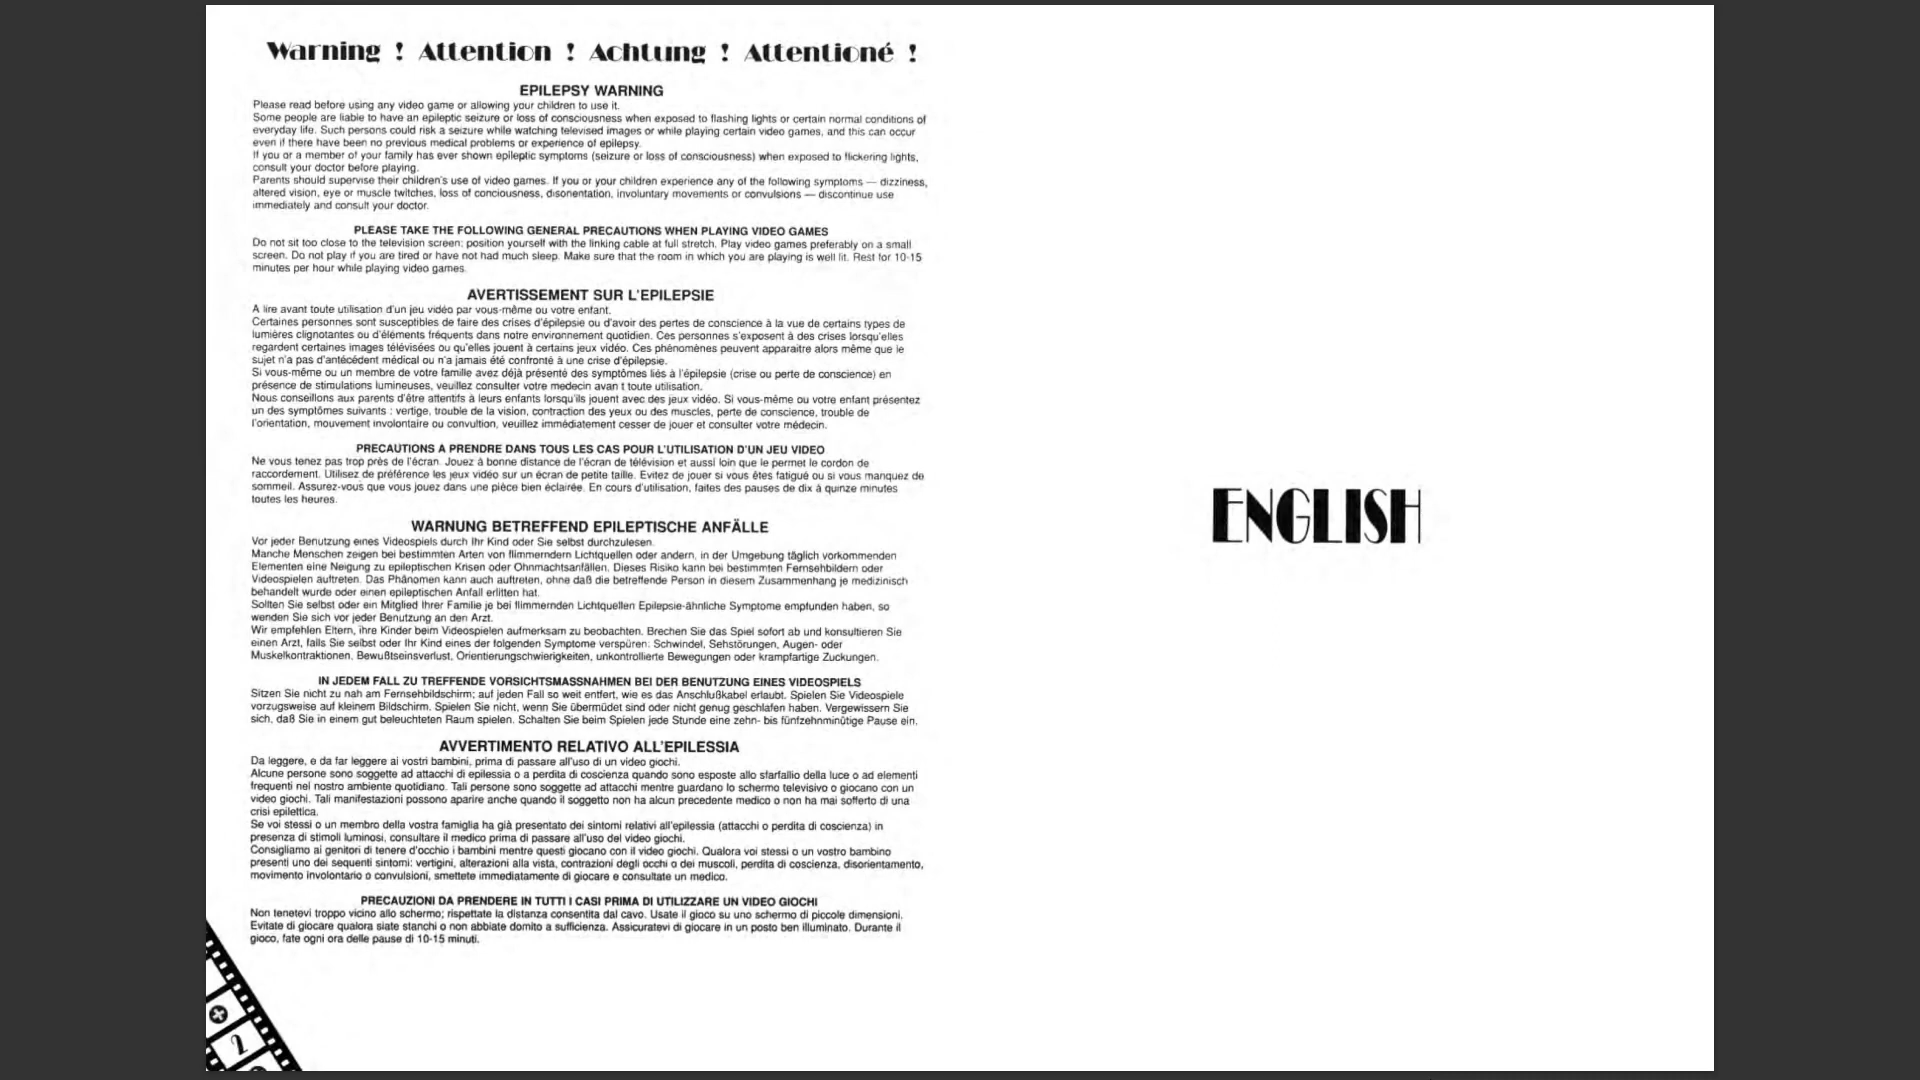 Warning ! Attention ! Achtung ! Attentioné !
EPILEPSY WARNING
Please read before using any video game or allowing your children to use it.
Some people are liable to have an epileptic seizure or loss of consciousness when exposed to flashing lights or certain normal conditions of
everyday life. Such persons could risk a seizure while watching televised images or while playing certain video games, and this can occur
even if there have been no previous medical problems or experience of epilepsy.
If you or a member of your family has ever shown epileptic symptoms (seizure or loss of consciousness) when exposed to flickering lights,
consult your doctor before playing.
Parents should supervise their children's use of video games. If you or your children experience any of the following symptoms — dizziness,
altered vision, eye or muscle twitches, loss of conciousness, disorientation, involuntary movements or convulsions — discontinue use
immediately and consult your doctor.
PLEASE TAKE THE FOLLOWING GENERAL PRECAUTIONS WHEN PLAYING VIDEO GAMES
Do not sit too close to the television screen; position yourself with the linking cable at full stretch. Play video games preferably on a small
screen. Do not play if you are tired or have not had much sleep. Make sure that the room in which you are playing is well lit. Rest for 10-15
minutes per hour while playing video games.
AVERTISSEMENT SUR L'EPILEPSIE
A lire avant toute utilisation d'un jeu vidéo par vous-même ou votre enfant.
Certaines personnes sont susceptibles de faire des crises d'épilepsie ou d'avoir des pertes de conscience à la vue de certains types de
lumières clignotantes ou d'éléments fréquents dans notre environnement quotidien. Ces personnes s'exposent à des crises lorsqu'elles
regardent certaines images télévisées ou qu'elles jouent à certains jeux vidéo. Ces phénomènes peuvent apparaitre alors même que le
sujet n'a pas d'antécédent médical ou n'a jamais été confronté à une crise d'épilepsie.
Si vous-même ou un membre de votre famille avez déjà présenté des symptômes liés à l'épilepsie (crise ou perte de conscience) en
présence de stimulations lumineuses, veuillez consulter votre medecin avan t toute utilisation.
Nous conseillons aux parents d'être attentifs à leurs enfants lorsqu'ils jouent avec des jeux vidéo. Si vous-même ou votre enfant présentez
un des symptômes suivants : vertige, trouble de la vision, contraction des yeux ou des muscles, perte de conscience, trouble de
l'orientation, mouvement involontaire ou convultion, veuillez immédiatement cesser de jouer et consulter votre médecin.
PRECAUTIONS A PRENDRE DANS TOUS LES CAS POUR L'UTILISATION D'UN JEU VIDEO
Ne vous tenez pas trop près de l'écran. Jouez à bonne distance de l'écran de télévision et aussi loin que le permet le cordon de
raccordement. Utilisez de préférence les jeux vidéo sur un écran de petite taille. Evitez de jouer si vous êtes fatigué ou si vous manquez de
sommeil. Assurez-vous que vous jouez dans une pièce bien éclairée. En cours d'utilisation, faites des pauses de dix à quinze minutes
toutes les heures.
WARNUNG BETREFFEND EPILEPTISCHE ANFÄLLE
Vor jeder Benutzung eines Videospiels durch Ihr Kind oder Sie selbst durchzulesen.
Manche Menschen zeigen bei bestimmten Arten von flimmerndern Lichtquellen oder andern, in der Umgebung täglich vorkommenden
Elementen eine Neigung zu epileptischen Krisen oder Ohnmachtsanfällen. Dieses Risiko kann bei bestimmten Fernsehbildern oder
Videospielen auftreten. Das Phänomen kann auch auftreten, ohne daß die betreffende Person in diesem Zusammenhang je medizinisch
behandelt wurde oder einen epileptischen Anfall erlitten hat.
Sollten Sie selbst oder ein Mitglied Ihrer Familie je bei flimmernden Lichtquellen Epilepsie-ähnliche Symptome empfunden haben, so
wenden Sie sich vor jeder Benutzung an den Arzt.
Wir empfehlen Eltern, ihre Kinder beim Videospielen aufmerksam zu beobachten. Brechen Sie das Spiel sofort ab und konsultieren Sie
einen Arzt, falls Sie selbst oder Ihr Kind eines der folgenden Symptome verspüren: Schwindel, Sehstörungen, Augen- oder
Muskelkontraktionen, Bewußtseinsverlust, Orientierungschwierigkeiten, unkontrollierte Bewegungen oder krampfartige Zuckungen.
IN JEDEM FALL ZU TREFFENDE VORSICHTSMASSNAHMEN BEI DER BENUTZUNG EINES VIDEOSPIELS
Sitzen Sie nicht zu nah am Fernsehbildschirm; auf jeden Fall so weit entfert, wie es das Anschlußkabel erlaubt. Spielen Sie Videospiele
vorzugsweise auf kleinem Bildschirm. Spielen Sie nicht, wenn Sie übermüdet sind oder nicht genug geschlafen haben. Vergewissern Sie
sich, daß Sie in einem gut beleuchteten Raum spielen. Schalten Sie beim Spielen jede Stunde eine zehn- bis fünfzehnminütige Pause ein.
AVVERTIMENTO RELATIVO ALL'EPILESSIA
Da leggere, e da far leggere ai vostri bambini, prima di passare all'uso di un video giochi.
Alcune persone sono soggette ad attacchi di epilessia o a perdita di coscienza quando sono esposte allo sfarfallio della luce o ad elementi
frequenti nel nostro ambiente quotidiano. Tali persone sono soggette ad attacchi mentre guardano lo schermo televisivo o giocano con un
video giochi. Tali manifestazioni possono aparire anche quando il soggetto non ha alcun precedente medico o non ha mai sofferto di una
crisi epilettica.
Se voi stessi o un membro della vostra famiglia ha già presentato dei sintomi relativi all'epilessia (attacchi o perdita di coscienza) in
presenza di stimoli luminosi, consultare il medico prima di passare all'uso del video giochi.
Consigliamo ai genitori di tenere d'occhio i bambini mentre questi giocano con il video giochi. Qualora voi stessi o un vostro bambino
presenti uno dei sequenti sintomi: vertigini, alterazioni alla vista, contrazioni degli occhi o dei muscoli, perdita di coscienza, disorientamento,
movimento involontario o convulsioni, smettete immediatamente di giocare e consultate un medico.
PRECAUZIONI DA PRENDERE IN TUTTI I CASI PRIMA DI UTILIZZARE UN VIDEO GIOCHI
Non tenetevi troppo vicino allo schermo; rispettate la distanza consentita dal cavo. Usate il gioco su uno schermo di piccole dimensioni.
Evitate di giocare qualora siate stanchi o non abbiate domito a sufficienza. Assicuratevi di giocare in un posto ben illuminato. Durante il
gioco, fate ogni ora delle pause di 10-15 minuti.
2
ENGLISH